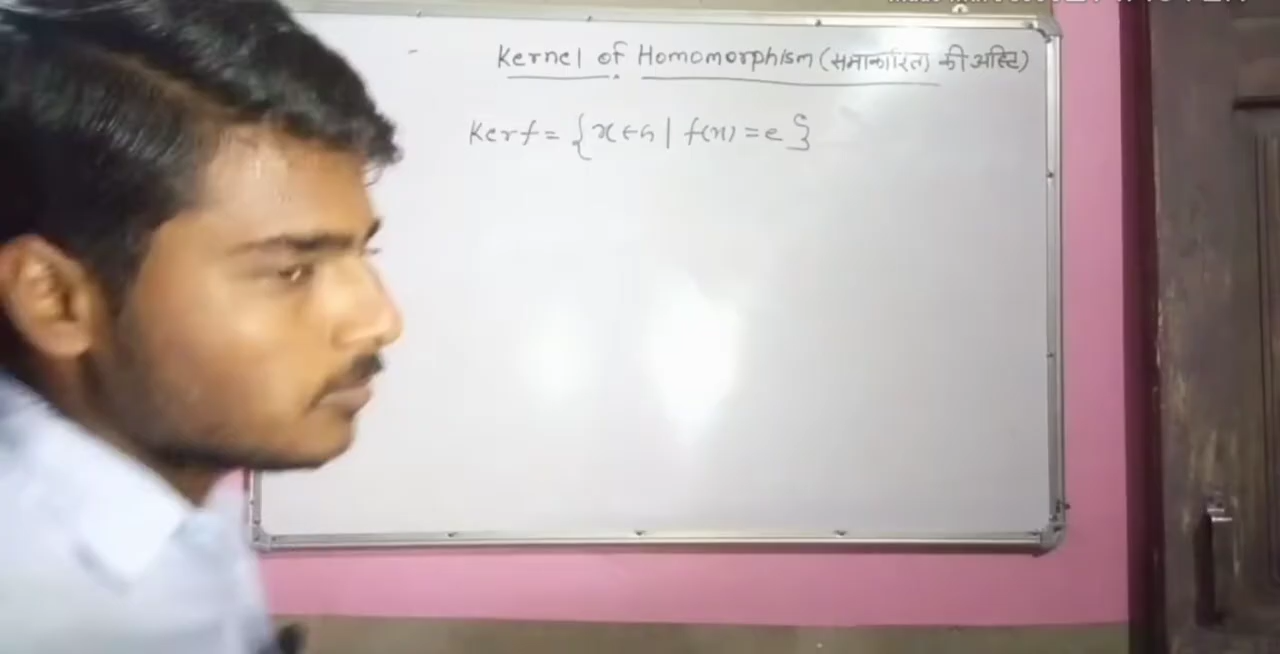 Kernel of Homomorphism (समाकारिता की अष्टि)
Kerf = {x∈G | f(x) = e}